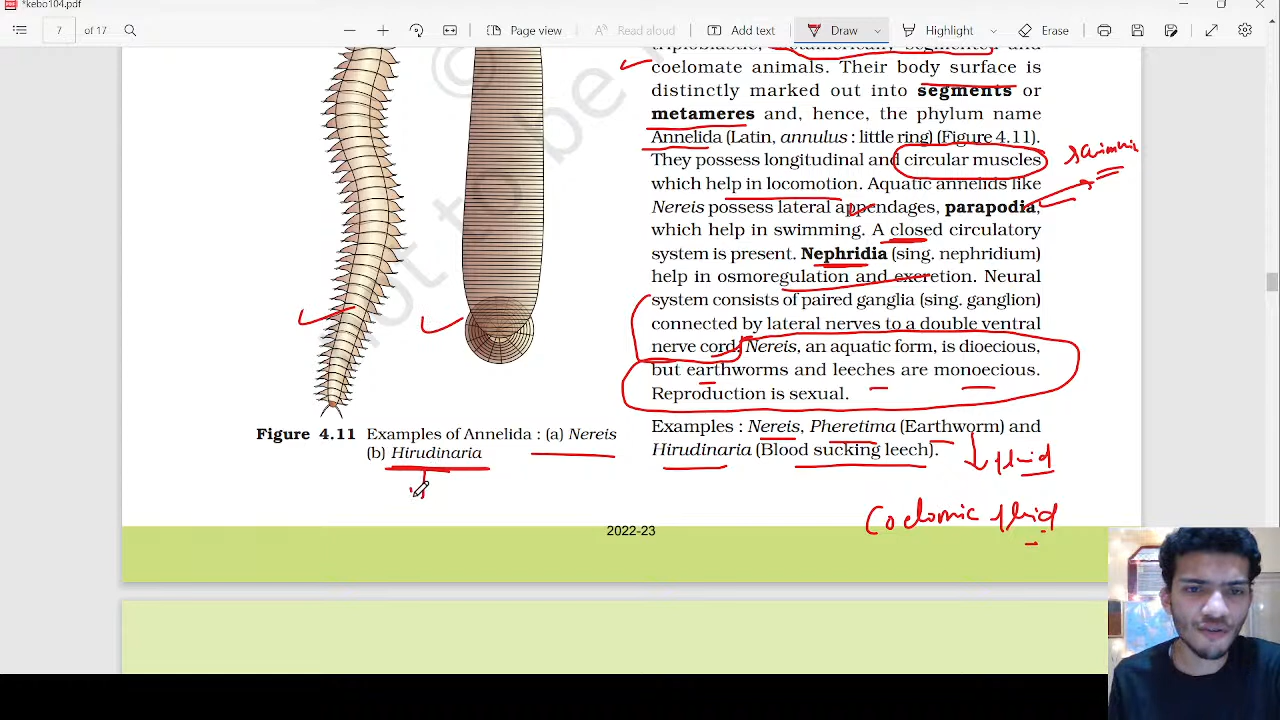 *kebo104.pdf
7 of 17 Page view Read aloud Add text Draw Highlight Erase
coelomate animals. Their body surface is
distinctly marked out into segments or
metameres and, hence, the phylum name
Annelida (Latin, annulus : little ring) (Figure 4.11).
They possess longitudinal and circular muscles
which help in locomotion. Aquatic annelids like
Nereis possess lateral appendages, parapodia,
which help in swimming. A closed circulatory
system is present. Nephridia (sing. nephridium)
help in osmoregulation and excretion. Neural
system consists of paired ganglia (sing. ganglion)
connected by lateral nerves to a double ventral
nerve cord. Nereis, an aquatic form, is dioecious,
but earthworms and leeches are monoecious.
Reproduction is sexual.
Examples : Nereis, Pheretima (Earthworm) and
Hirudinaria (Blood sucking leech).
fluid
Coelomic fluid
Figure 4.11 Examples of Annelida : (a) Nereis
(b) Hirudinaria
2022-23
©
not to be